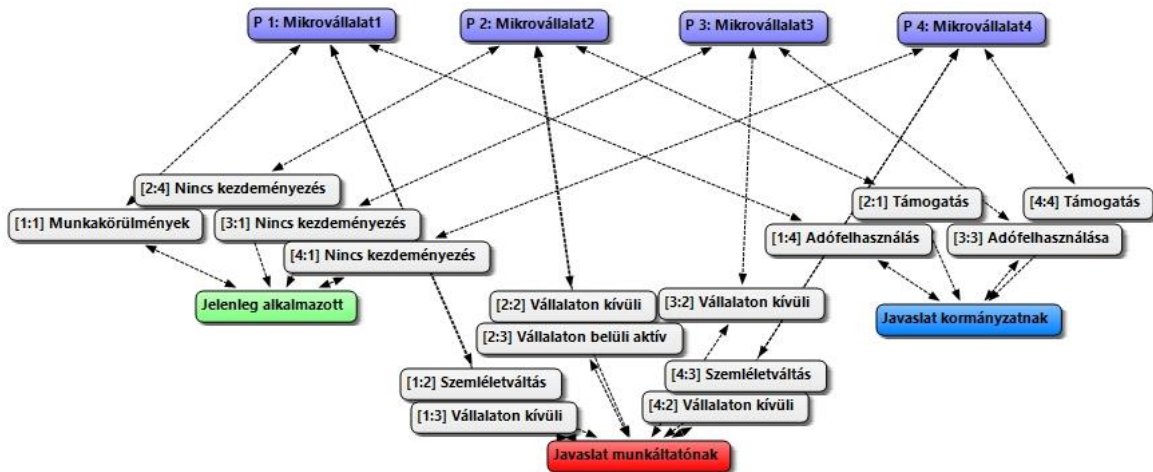 P 1: Mikrovállalat1
P 2: Mikrovállalat2
P 3: Mikrovállalat3
P 4: Mikrovállalat4
[2:4] Nincs kezdeményezés
[2:1] Támogatás
[4:4] Támogatás
[1:1] Munkakörülmények
[3:1] Nincs kezdeményezés
[1:4] Adófelhasználás
[3:3] Adófelhasználása
[4:1] Nincs kezdeményezés
Jelenleg alkalmazott
[2:2] Vállalaton kívüli
[3:2] Vállalaton kívüli
Javaslat kormányzatnak
[2:3] Vállalaton belüli aktív
[1:2] Szemléletváltás
[4:3] Szemléletváltás
[1:3] Vállalaton kívüli
[4:2] Vállalaton kívüli
Javaslat munkáltatónak